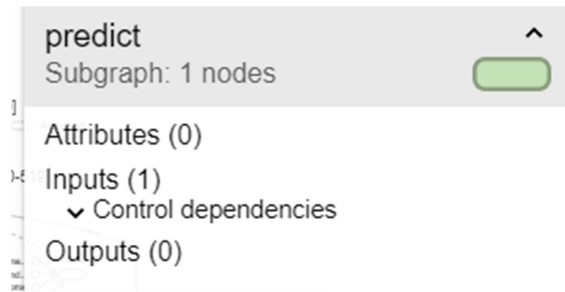 predict
Subgraph: 1 nodes
Attributes (0)
Inputs (1)
Control dependencies
Outputs (0)